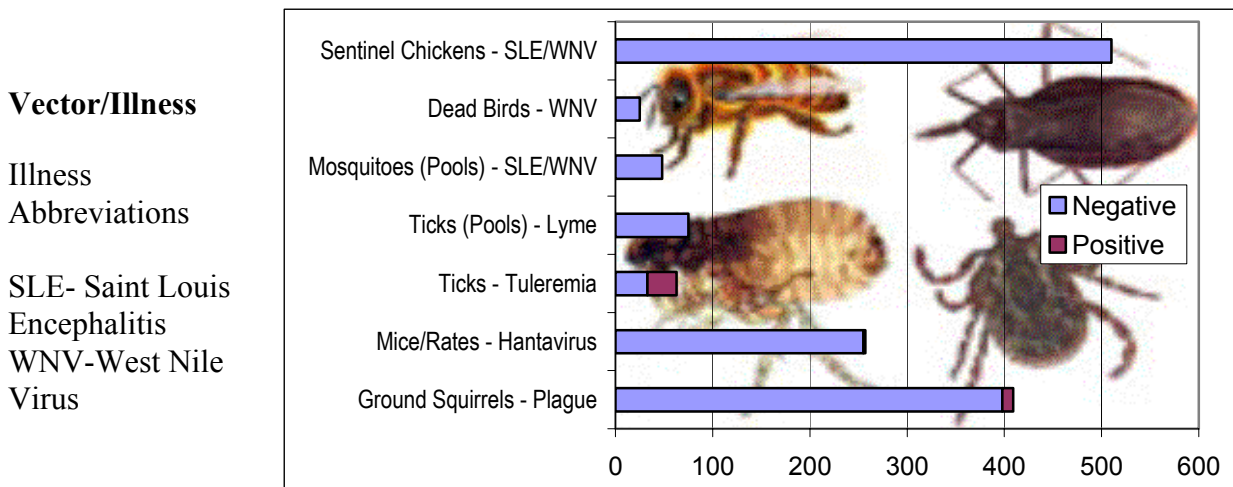 Vector/Illness
Illness
Abbreviations
SLE- Saint Louis
Encephalitis
WNV-West Nile
Virus
Sentinel Chickens - SLE/WNV
Dead Birds - WNV
Mosquitoes (Pools) - SLE/WNV
Ticks (Pools) - Lyme
Ticks - Tuleremia
Mice/Rates - Hantavirus
Ground Squirrels - Plague
Negative
Positive
0 100 200 300 400 500 600